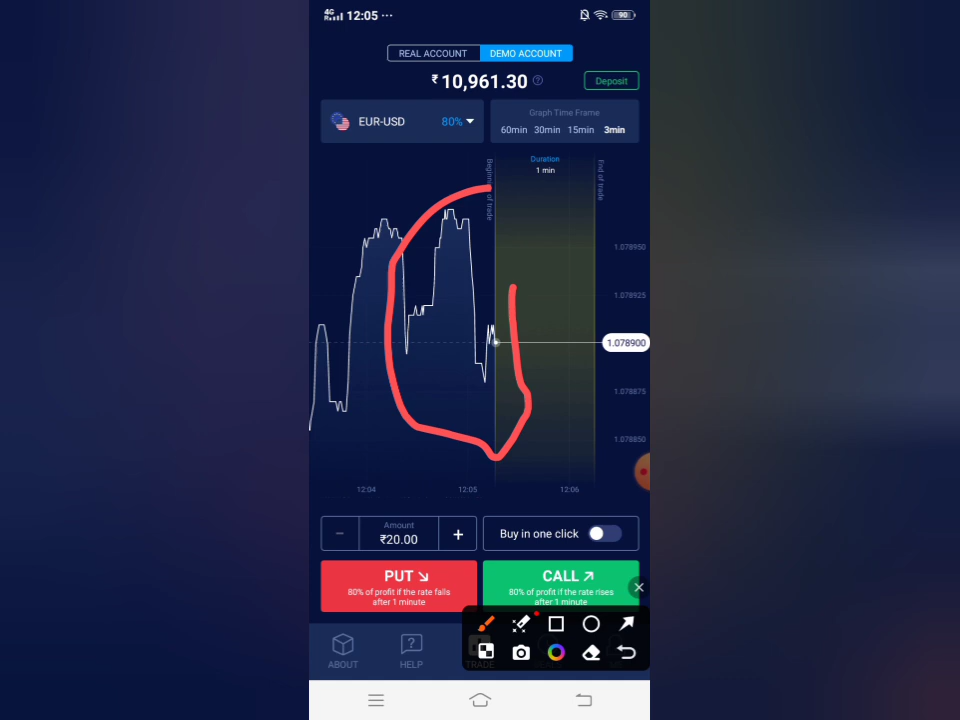 4G
12:05 ...
90
REAL ACCOUNT DEMO ACCOUNT
₹10,961.30 ?
Deposit
EUR-USD 80%
Graph Time Frame
60min 30min 15min 3min
Duration
1 min
Beginning of trade
End of trade
1.078950
1.078925
1.078900
1.078875
1.078850
12:04 12:05 12:06
Amount
− ₹20.00 +
Buy in one click
PUT
80% of profit if the rate falls
after 1 minute
CALL
80% of profit if the rate rises
after 1 minute
ABOUT HELP TRADE